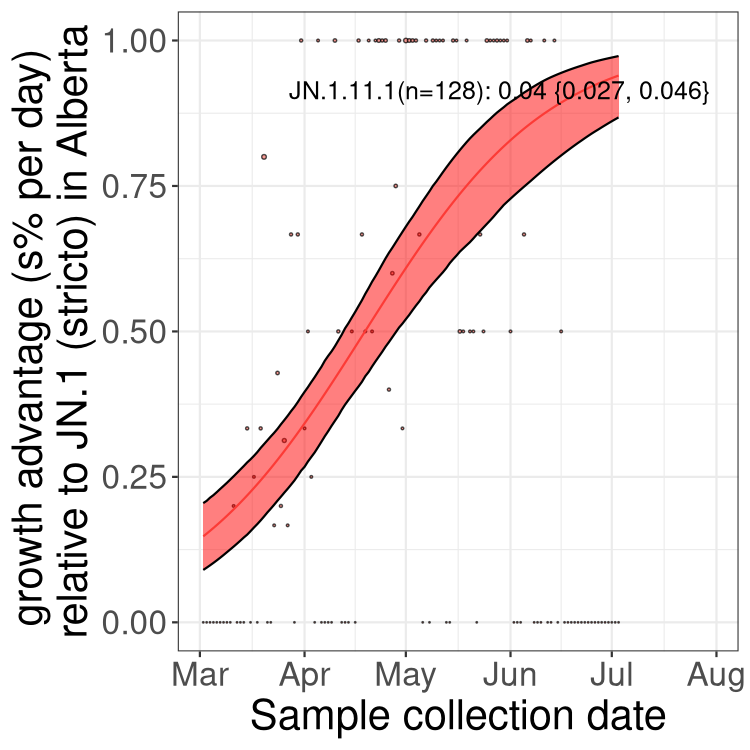 growth advantage (s% per day)
relative to JN.1 (stricto) in Alberta
1.00
0.75
0.50
0.25
0.00
JN.1.11.1(n=128): 0.04 {0.027, 0.046}
Mar Apr May Jun Jul Aug
Sample collection date